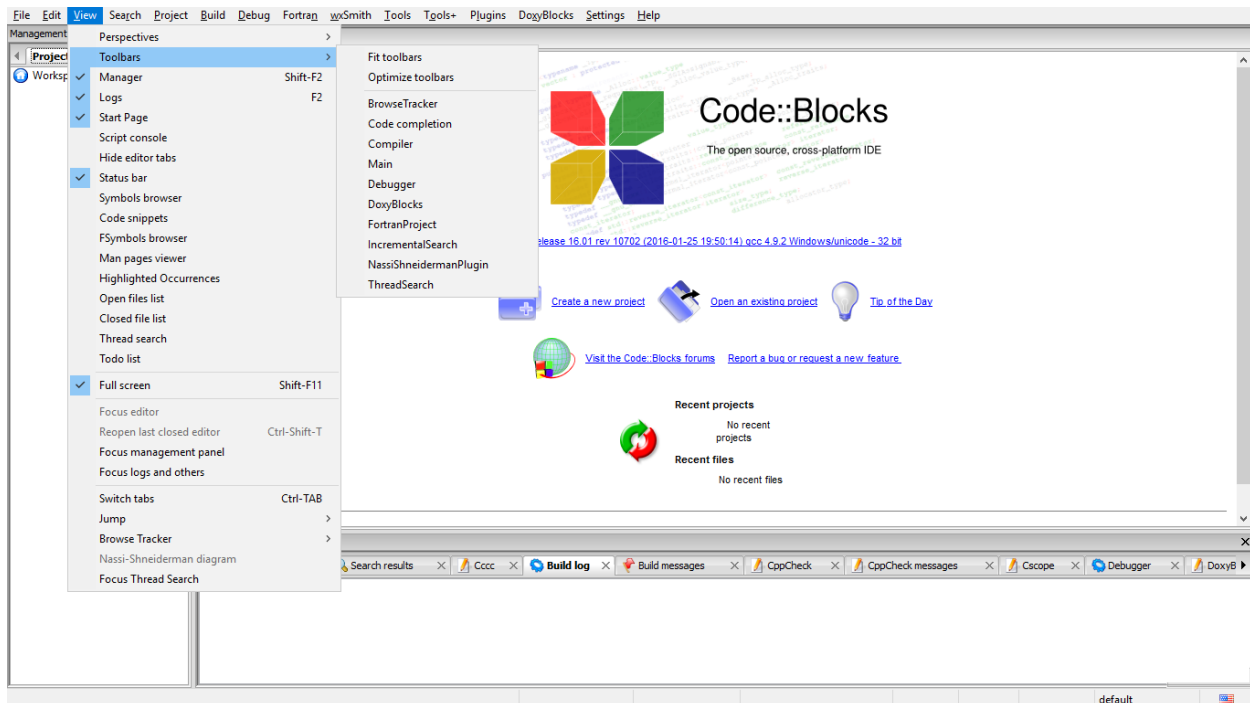 File Edit View Search Project Build Debug Fortran wxSmith Tools Tools+ Plugins DoxyBlocks Settings Help
Management
Perspectives
Projec
Toolbars
Worksp
Manager Shift-F2
Logs F2
Start Page
Script console
Hide editor tabs
Status bar
Symbols browser
Code snippets
FSymbols browser
Man pages viewer
Highlighted Occurrences
Open files list
Closed file list
Thread search
Todo list
Full screen Shift-F11
Focus editor
Reopen last closed editor Ctrl-Shift-T
Focus management panel
Focus logs and others
Switch tabs Ctrl-TAB
Jump
Browse Tracker
Nassi-Shneiderman diagram
Focus Thread Search
Fit toolbars
Optimize toolbars
BrowseTracker
Code completion
Compiler
Main
Debugger
DoxyBlocks
FortranProject
IncrementalSearch
NassiShneidermanPlugin
ThreadSearch
Code::Blocks
The open source, cross-platform IDE
elease 16.01 rev 10702 (2016-01-25 19:50:14) gcc 4.9.2 Windows/unicode - 32 bit
Create a new project Open an existing project Tip of the Day
Visit the Code::Blocks forums Report a bug or request a new feature
Recent projects
No recent
projects
Recent files
No recent files
Search results Cccc Build log Build messages CppCheck CppCheck messages Cscope Debugger DoxyB
default